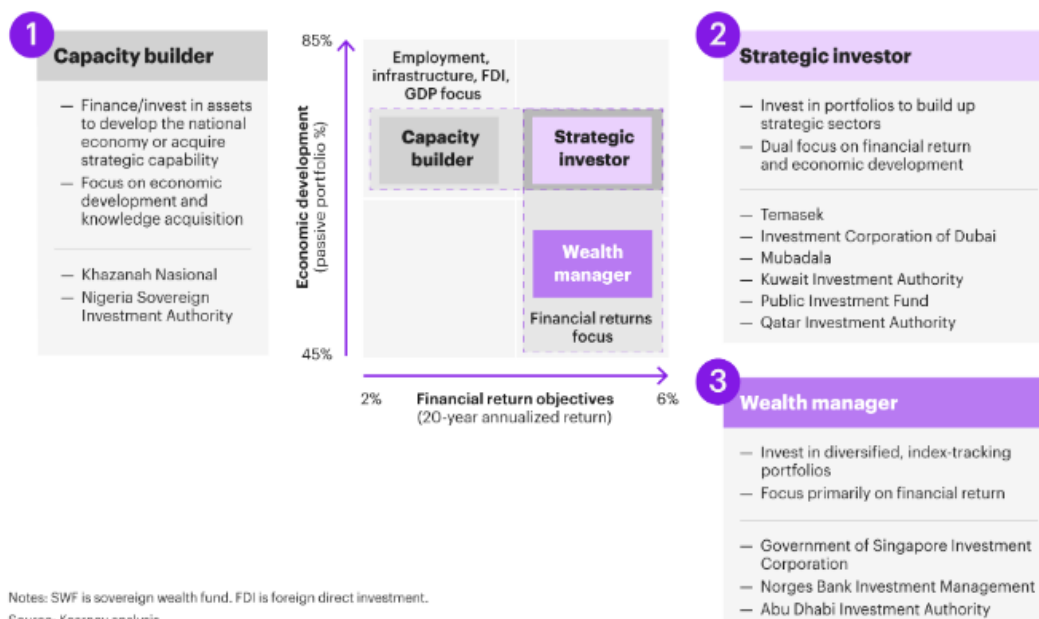 1
Capacity builder
— Finance/invest in assets
to develop the national
economy or acquire
strategic capability
— Focus on economic
development and
knowledge acquisition
— Khazanah Nasional
— Nigeria Sovereign
Investment Authority
85%
Economic development
(passive portfolio %)
45%
Employment,
infrastructure, FDI,
GDP focus
Capacity
builder
Strategic
investor
Wealth
manager
Financial returns
focus
2%
Financial return objectives
(20-year annualized return)
6%
2
Strategic investor
— Invest in portfolios to build up
strategic sectors
— Dual focus on financial return
and economic development
— Temasek
— Investment Corporation of Dubai
— Mubadala
— Kuwait Investment Authority
— Public Investment Fund
— Qatar Investment Authority
3
Wealth manager
— Invest in diversified, index-tracking
portfolios
— Focus primarily on financial return
— Government of Singapore Investment
Corporation
— Norges Bank Investment Management
— Abu Dhabi Investment Authority
Notes: SWF is sovereign wealth fund. FDI is foreign direct investment.